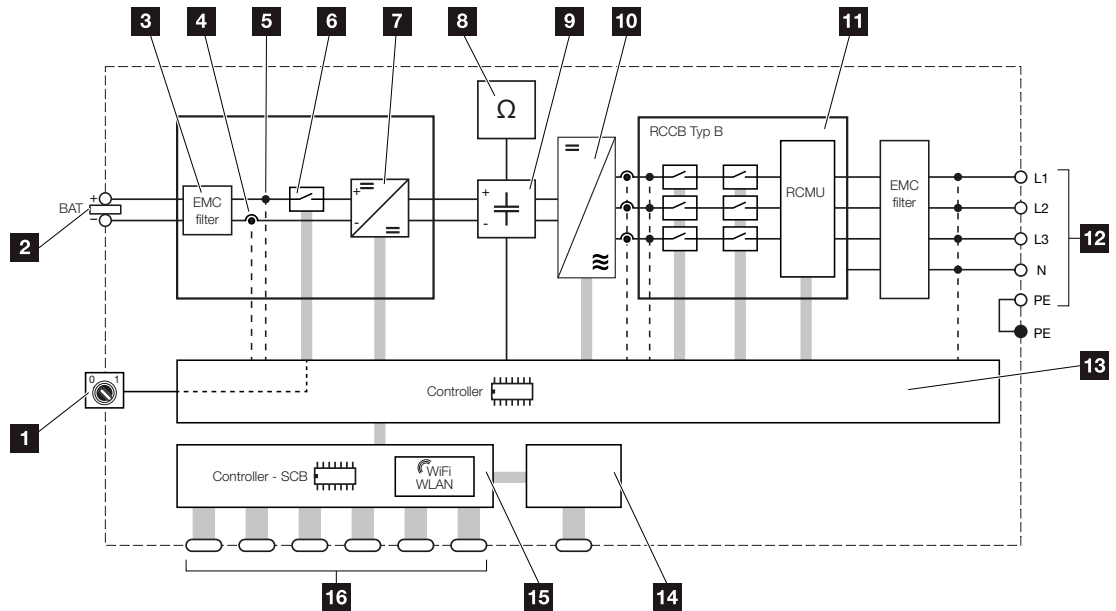 3 4 5 6 7 8 9 10 11
Ω
RCCB Typ B
+
BAT
−
EMC
filter
+ =
- =
+
-
=
≋
RCMU
EMC
filter
L1
L2
L3
N
PE
PE
2
12
0 1
1
Controller
13
Controller - SCB
WiFi
WLAN
16
15
14